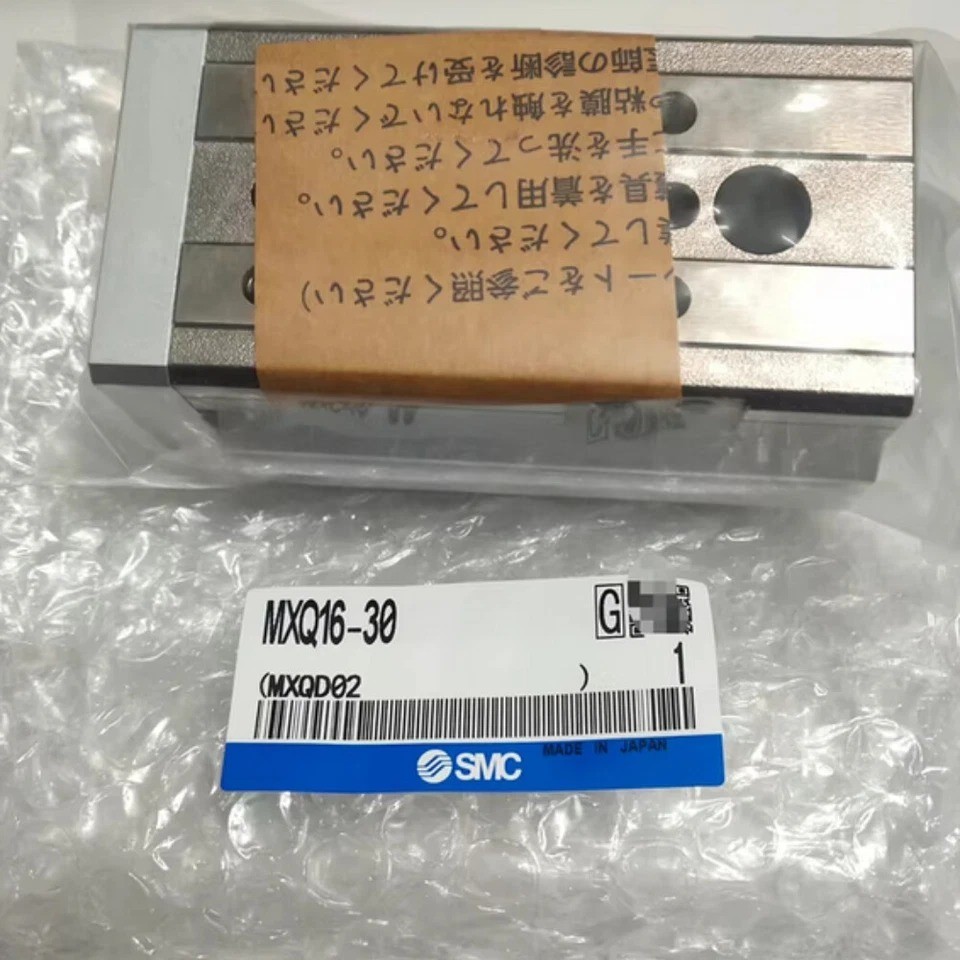 ートをご参照ください)
してください。
具を着用してください。
手を洗ってください。
粘膜を触れないでくださ
師の診断を受けてくださ
MXQ16-30
G
1
(MXQD02 )
MADE IN JAPAN
SMC